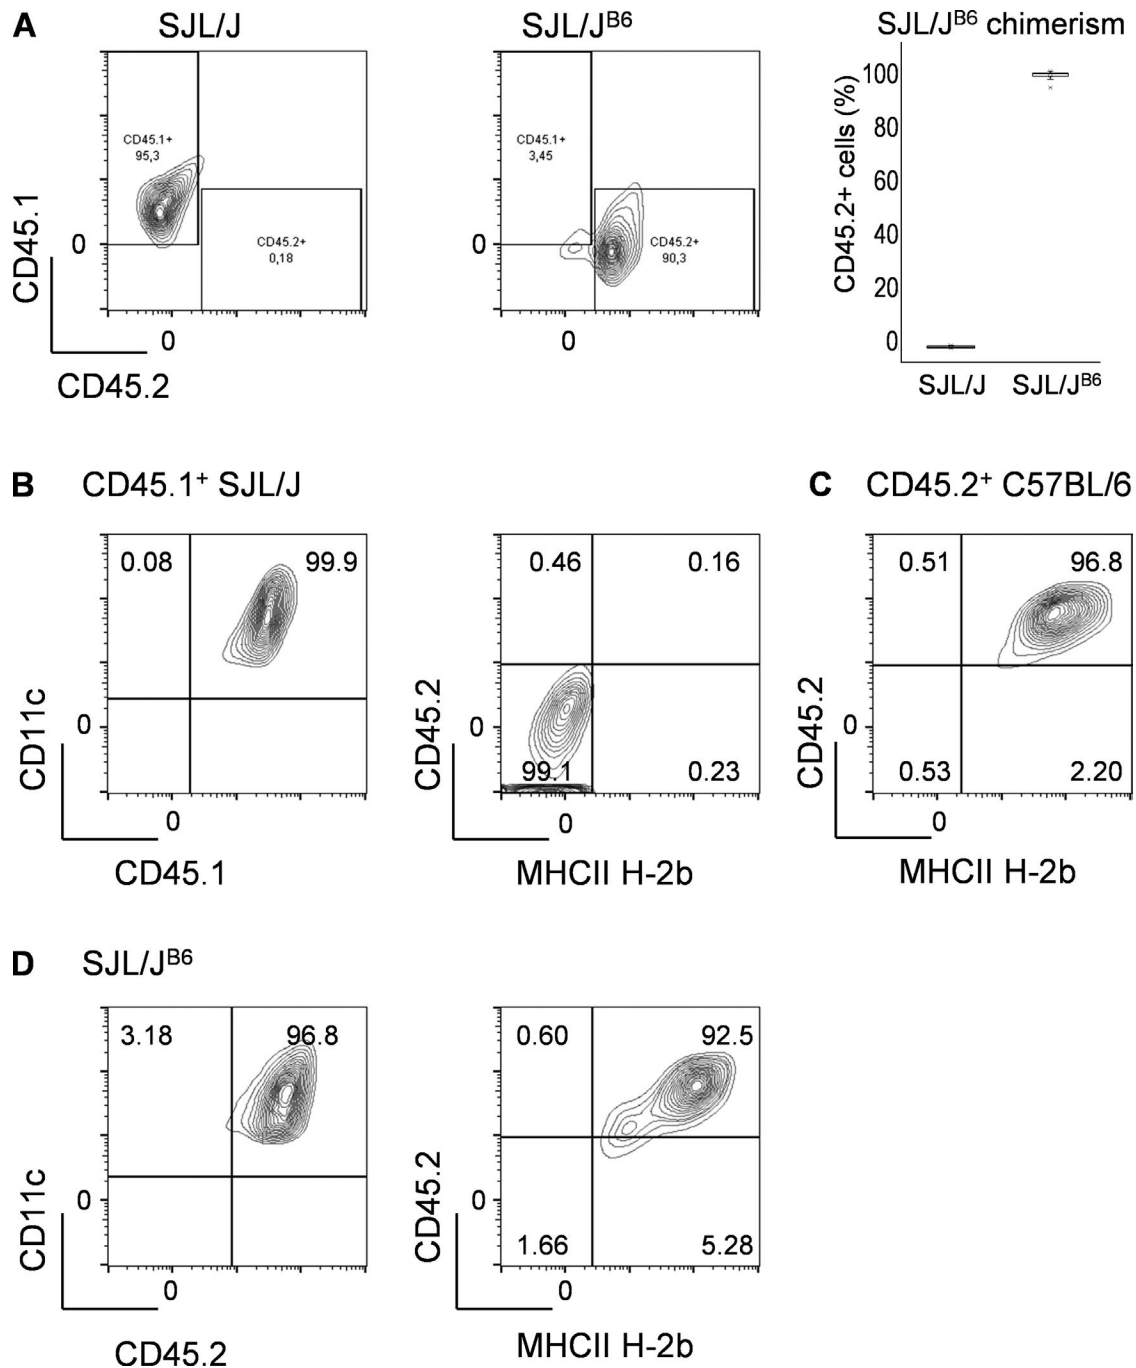 A
SJL/J
SJL/J^B6
SJL/J^B6 chimerism
CD45.1+
95,3
CD45.2+
0,18
CD45.1
0
0
CD45.2
CD45.1+
3,45
CD45.2+
90,3
0
0
CD45.2+ cells (%)
100
80
60
40
20
0
SJL/J
SJL/J^B6
B
CD45.1⁺ SJL/J
0.08
99.9
CD11c
0
0
CD45.1
0.46
0.16
CD45.2
0
99.1
0.23
0
MHCII H-2b
C
CD45.2⁺ C57BL/6
0.51
96.8
CD45.2
0
0.53
2.20
0
MHCII H-2b
D
SJL/J^B6
3.18
96.8
CD11c
0
0
CD45.2
0.60
92.5
CD45.2
0
1.66
5.28
0
MHCII H-2b